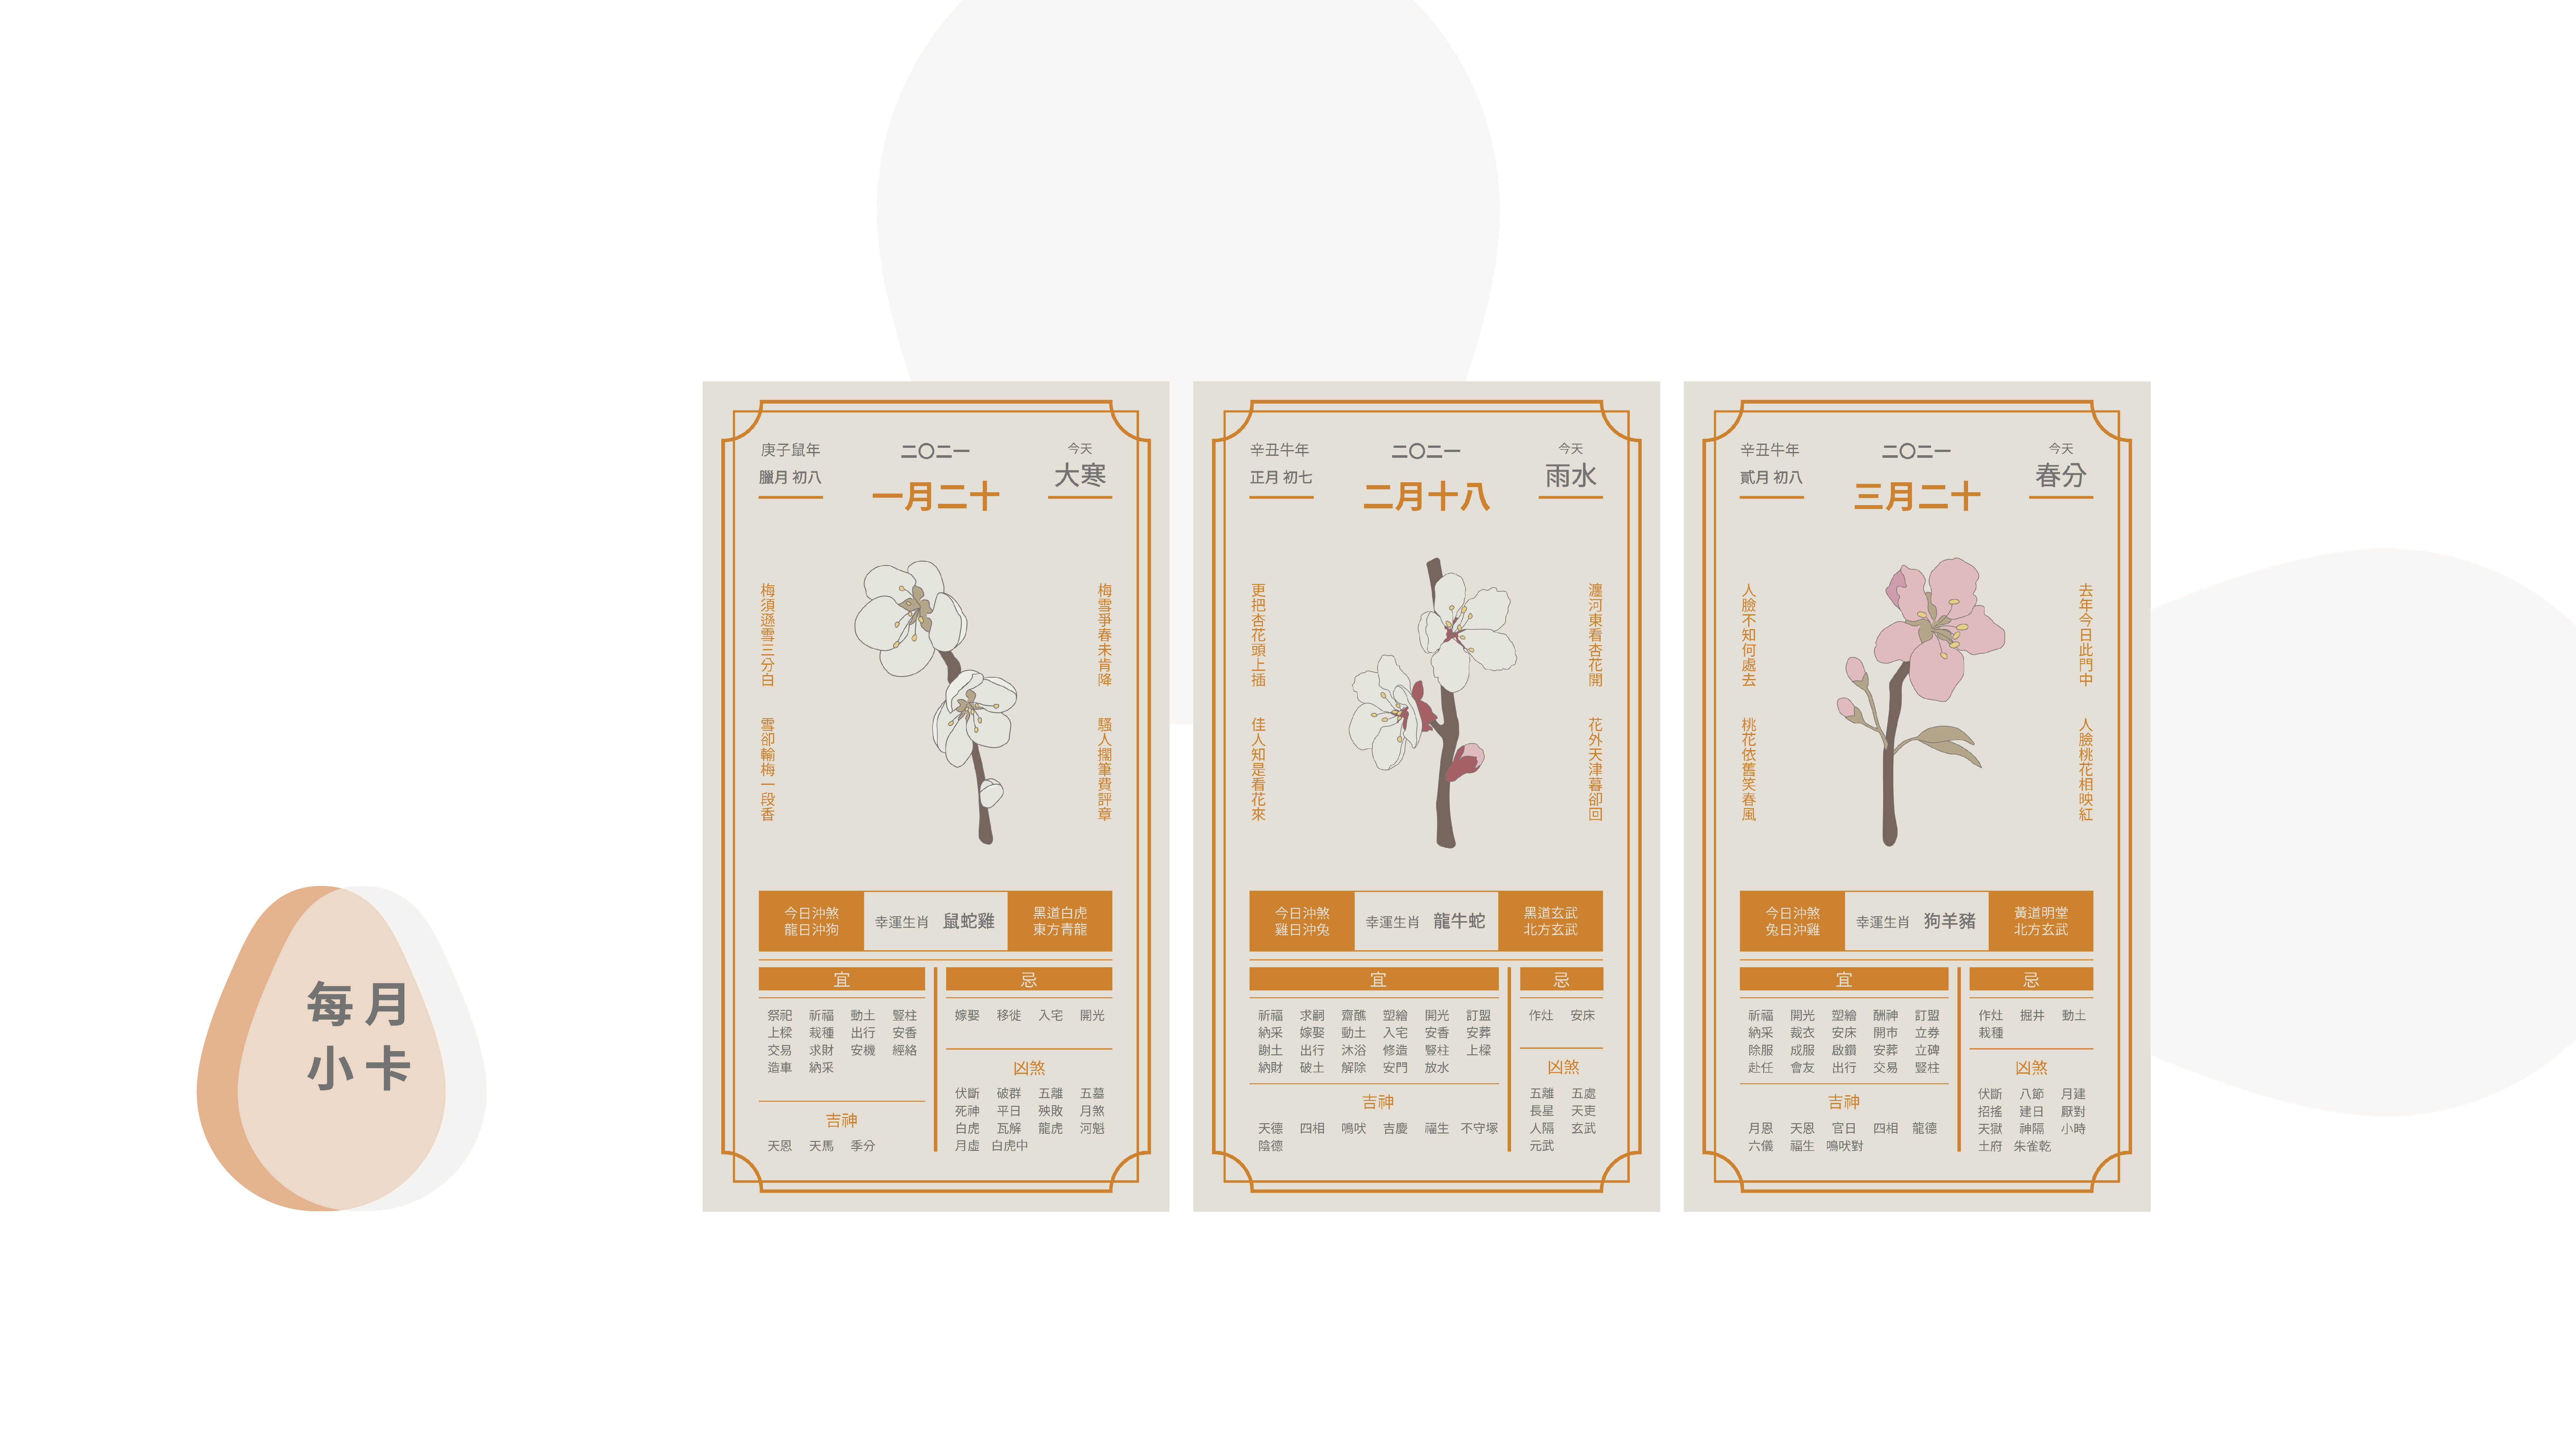 每月
小卡
庚子鼠年
臘月 初八
二〇二一
一月二十
今天
大寒
梅雪爭春未肯降 騷人擱筆費評章
梅須遜雪三分白 雪卻輸梅一段香
今日沖煞
龍日沖狗
幸運生肖 鼠蛇雞
黑道白虎
東方青龍
宜
祭祀 祈福 動土 豎柱
上樑 栽種 出行 安香
交易 求財 安機 經絡
造車 納采
吉神
天恩 天馬 季分
忌
嫁娶 移徙 入宅 開光
凶煞
伏斷 破群 五離 五墓
死神 平日 殃敗 月煞
白虎 瓦解 龍虎 河魁
月虛 白虎中
辛丑牛年
正月 初七
二〇二一
二月十八
今天
雨水
瀍河東看杏花開 花外天津暮卻回
更把杏花頭上插 佳人知是看花來
今日沖煞
雞日沖兔
幸運生肖 龍牛蛇
黑道玄武
北方玄武
宜
祈福 求嗣 齋醮 塑繪 開光 訂盟
納采 嫁娶 動土 入宅 安香 安葬
謝土 出行 沐浴 修造 豎柱 上樑
納財 破土 解除 安門 放水
吉神
天德 四相 鳴吠 吉慶 福生 不守塚
陰德
忌
作灶 安床
凶煞
五離 五處
長星 天吏
人隔 玄武
元武
辛丑牛年
貳月 初八
二〇二一
三月二十
今天
春分
去年今日此門中 人臉桃花相映紅
人臉不知何處去 桃花依舊笑春風
今日沖煞
兔日沖雞
幸運生肖 狗羊豬
黃道明堂
北方玄武
宜
祈福 開光 塑繪 酬神 訂盟
納采 裁衣 安床 開市 立券
除服 成服 啟鑽 安葬 立碑
赴任 會友 出行 交易 豎柱
吉神
月恩 天恩 官日 四相 龍德
六儀 福生 鳴吠對
忌
作灶 掘井 動土
栽種
凶煞
伏斷 八節 月建
招搖 建日 厭對
天獄 神隔 小時
土府 朱雀乾